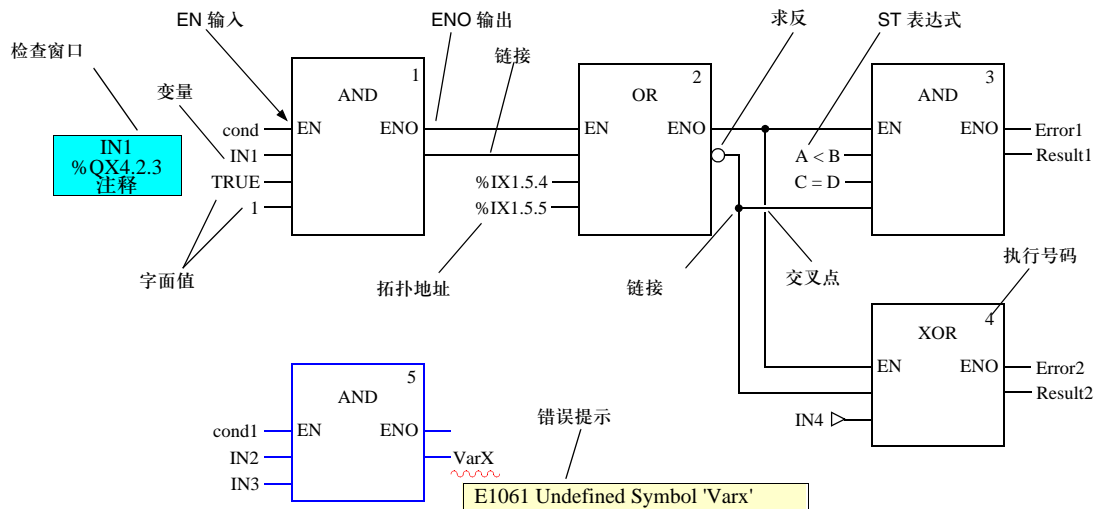 EN 输入
ENO 输出
求反
ST 表达式
检查窗口
链接
变量
1
AND
cond
EN
ENO
IN1
TRUE
1
2
OR
EN
ENO
%IX1.5.4
%IX1.5.5
3
AND
EN
ENO
A < B
C = D
Error1
Result1
IN1
%QX4.2.3
注释
字面值
拓扑地址
链接
交叉点
执行号码
4
XOR
EN
ENO
IN4
Error2
Result2
5
AND
cond1
EN
ENO
IN2
IN3
VarX
错误提示
E1061 Undefined Symbol 'Varx'